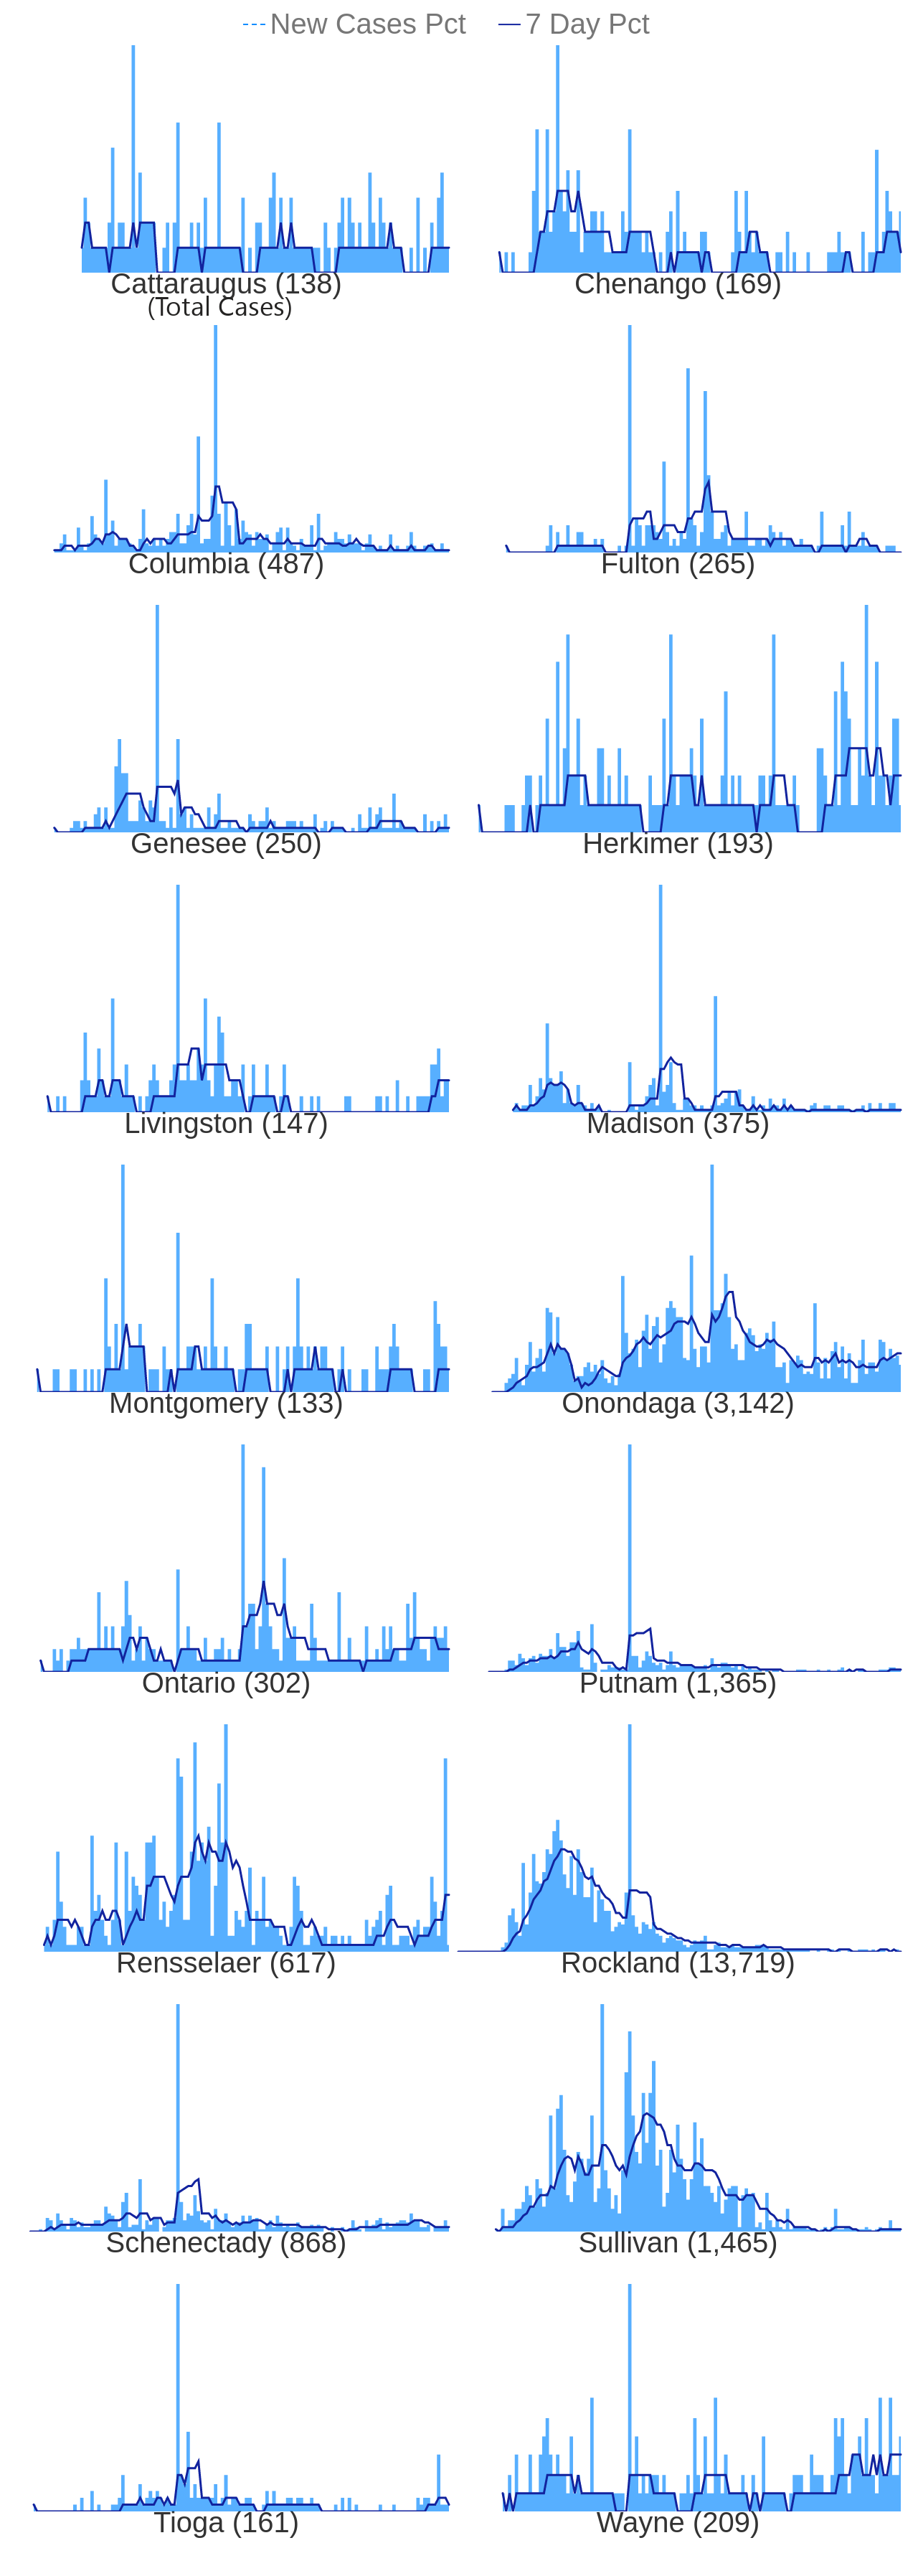 New Cases Pct 7 Day Pct
Cattaraugus (138) Chenango (169)
(Total Cases)
Columbia (487) Fulton (265)
Genesee (250) Herkimer (193)
Livingston (147) Madison (375)
Montgomery (133) Onondaga (3,142)
Ontario (302) Putnam (1,365)
Rensselaer (617) Rockland (13,719)
Schenectady (868) Sullivan (1,465)
Tioga (161) Wayne (209)